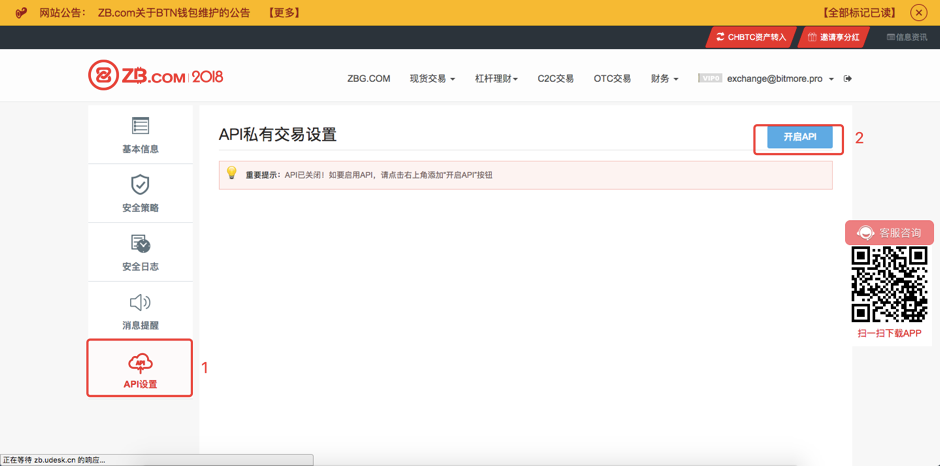 网站公告： ZB.com关于BTN钱包维护的公告 【更多】 【全部标记已读】
CHBTC资产转入 邀请享分红 信息资讯
ZB.COM 2018 ZBG.COM 现货交易 杠杆理财 C2C交易 OTC交易 财务 VIP0 exchange@bitmore.pro
基本信息
安全策略
安全日志
消息提醒
API
API设置
1
API私有交易设置
开启API
2
重要提示：API已关闭！如要启用API，请点击右上角添加“开启API”按钮
客服咨询
扫一扫下载APP
正在等待 zb.udesk.cn 的响应...